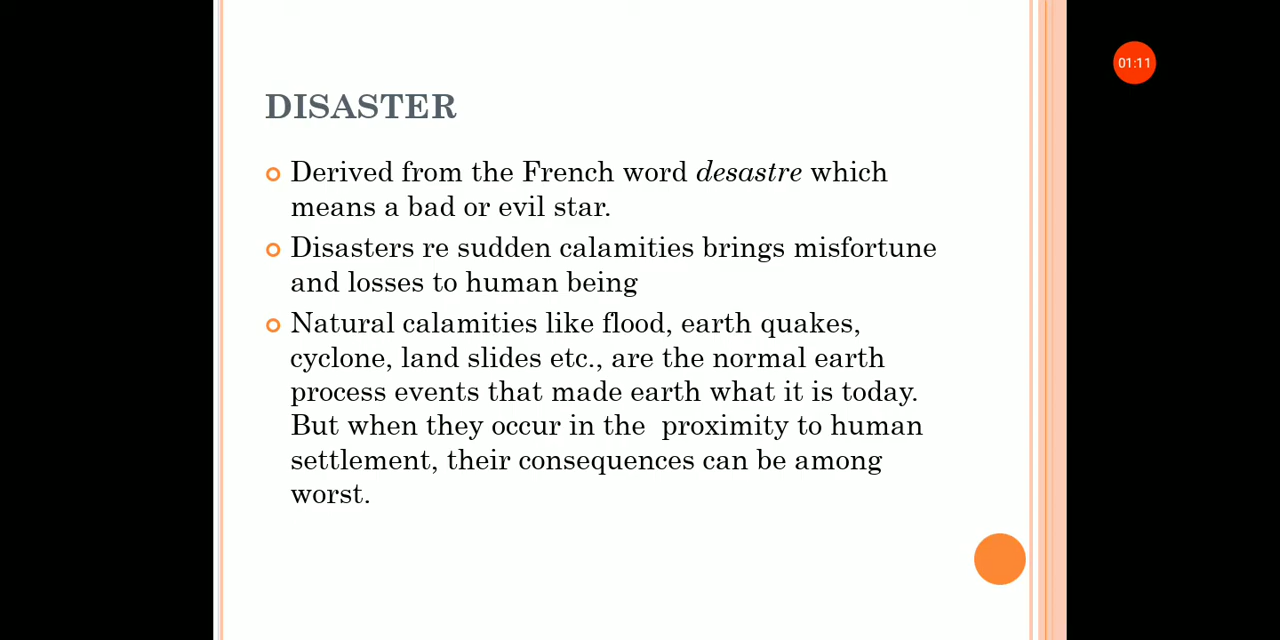 01:11
DISASTER
Derived from the French word desastre which
means a bad or evil star.
Disasters re sudden calamities brings misfortune
and losses to human being
Natural calamities like flood, earth quakes,
cyclone, land slides etc., are the normal earth
process events that made earth what it is today.
But when they occur in the  proximity to human
settlement, their consequences can be among
worst.